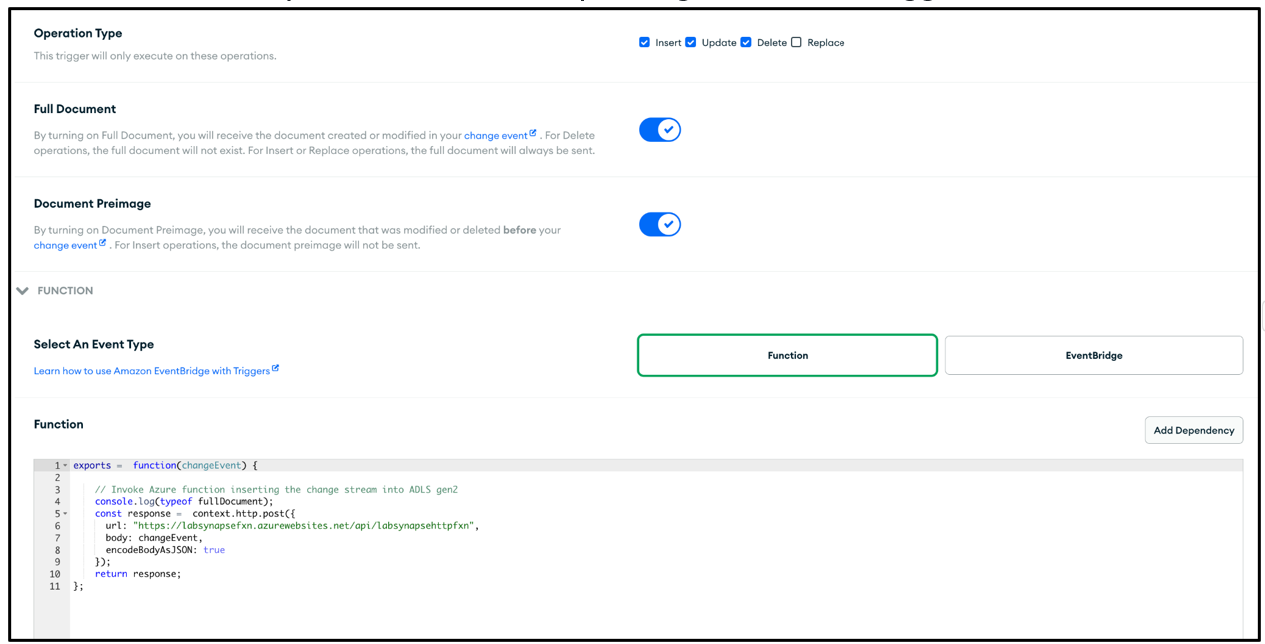 Operation Type
This trigger will only execute on these operations.
Insert Update Delete Replace
Full Document
By turning on Full Document, you will receive the document created or modified in your change event . For Delete
operations, the full document will not exist. For Insert or Replace operations, the full document will always be sent.
Document Preimage
By turning on Document Preimage, you will receive the document that was modified or deleted before your
change event . For Insert operations, the document preimage will not be sent.
FUNCTION
Select An Event Type
Learn how to use Amazon EventBridge with Triggers
Function
EventBridge
Function
Add Dependency
1 exports = function(changeEvent) {
2
3 // Invoke Azure function inserting the change stream into ADLS gen2
4 console.log(typeof fullDocument);
5 const response = context.http.post({
6 url: "https://labsynapsefxn.azurewebsites.net/api/labsynapsehttpfxn",
7 body: changeEvent,
8 encodeBodyAsJSON: true
9 });
10 return response;
11 };